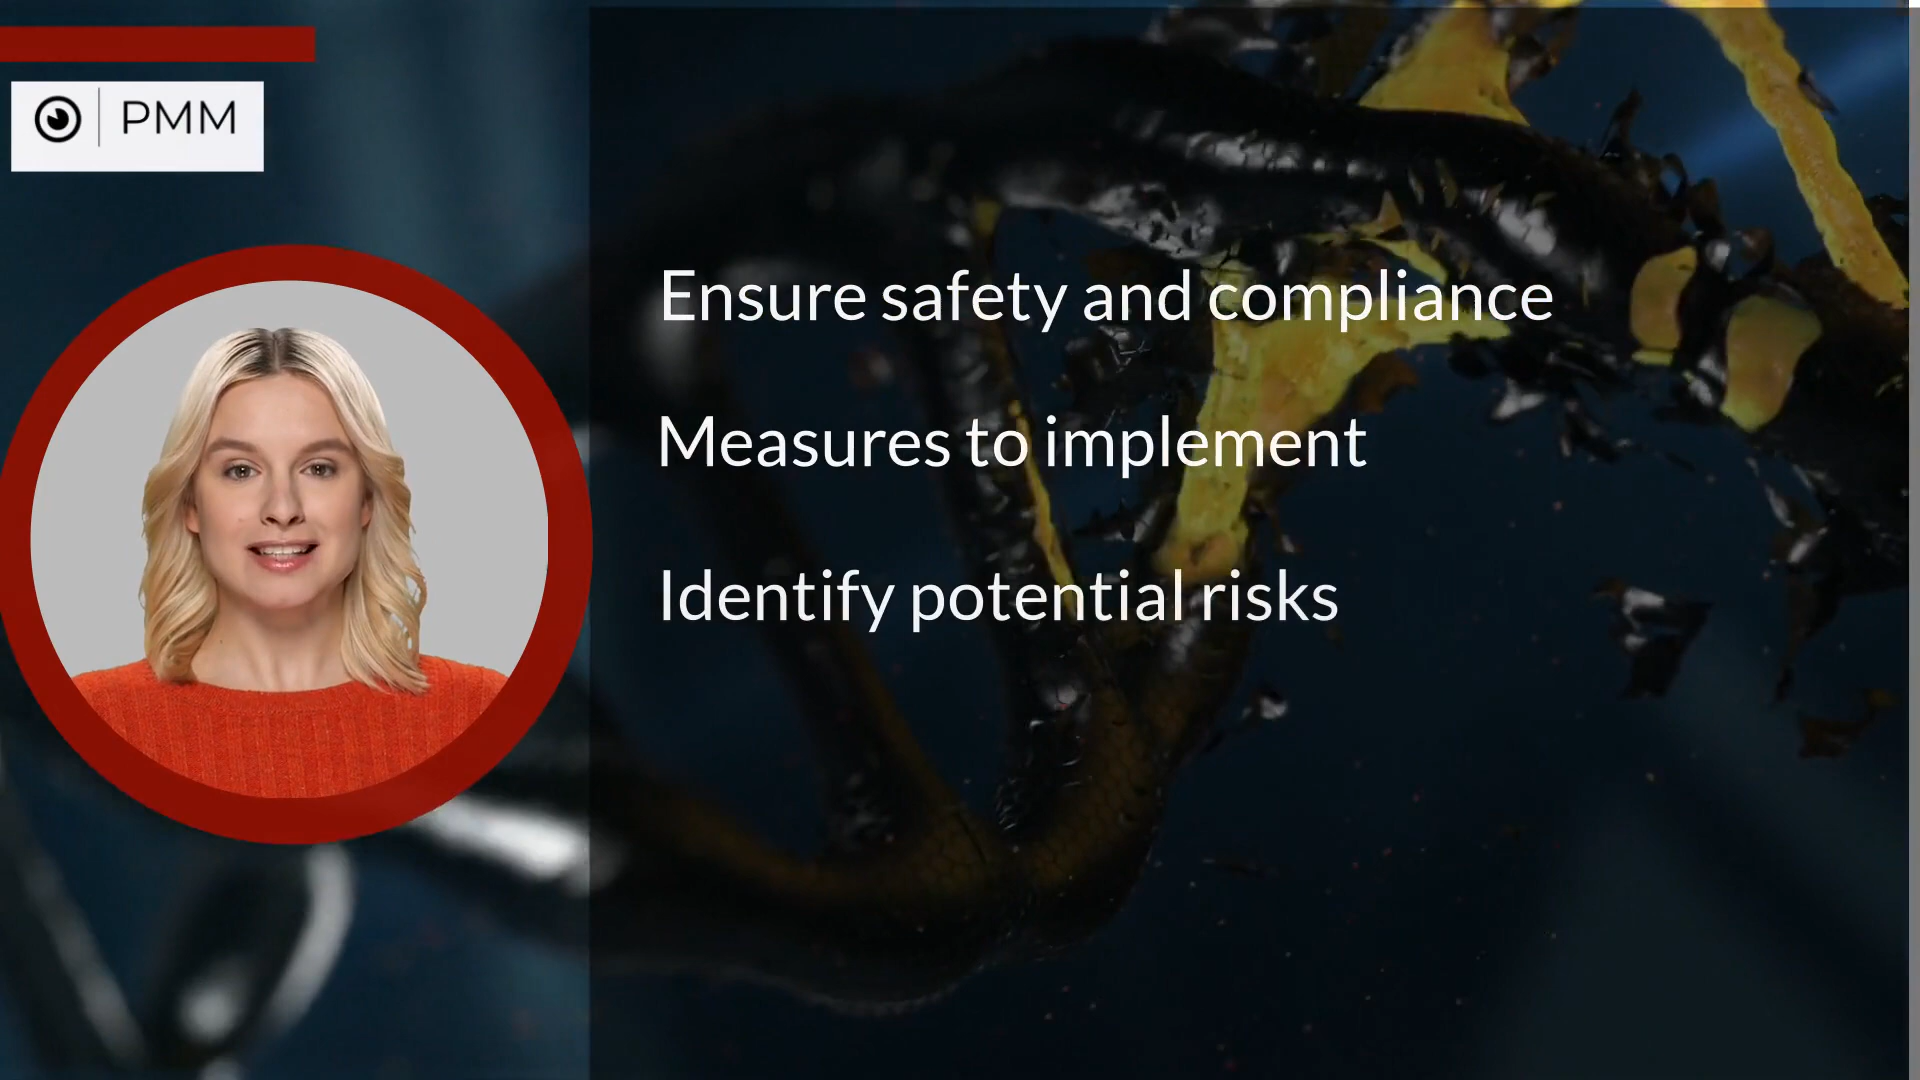 PMM
Ensure safety and compliance
Measures to implement
Identify potential risks